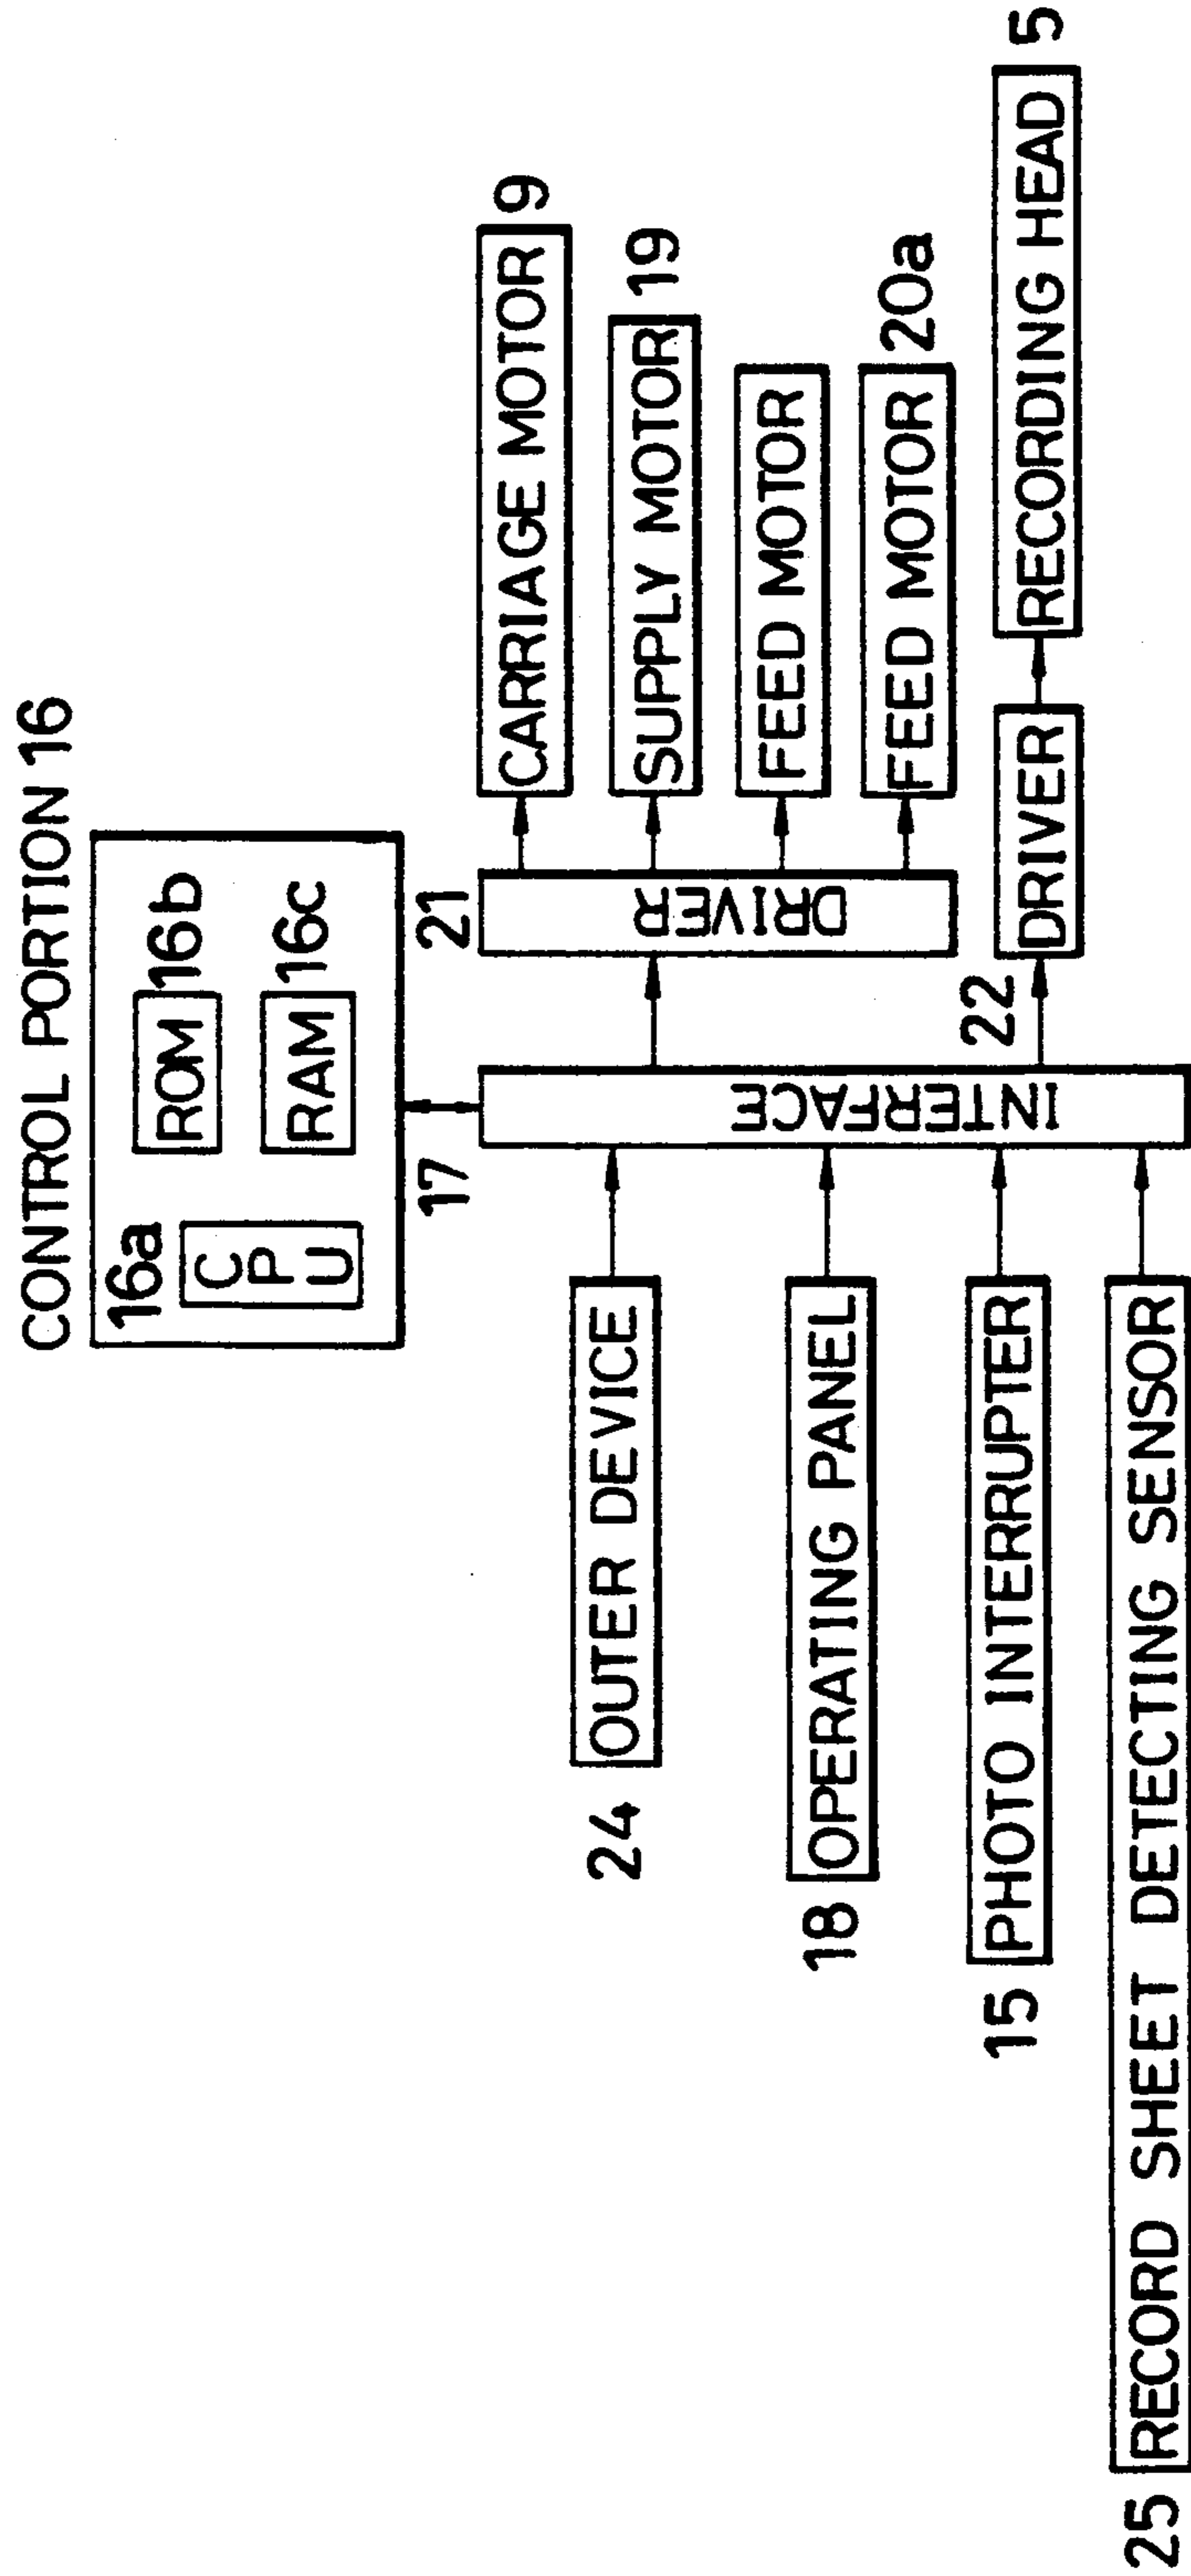 CONTROL PORTION 16
16a
CPU
ROM 16b
RAM 16c
17
INTERFACE
21
DRIVER
CARRIAGE MOTOR 9
SUPPLY MOTOR 19
FEED MOTOR
FEED MOTOR 20a
22
DRIVER
RECORDING HEAD 5
24 OUTER DEVICE
18 OPERATING PANEL
15 PHOTO INTERRUPTER
25 RECORD SHEET DETECTING SENSOR